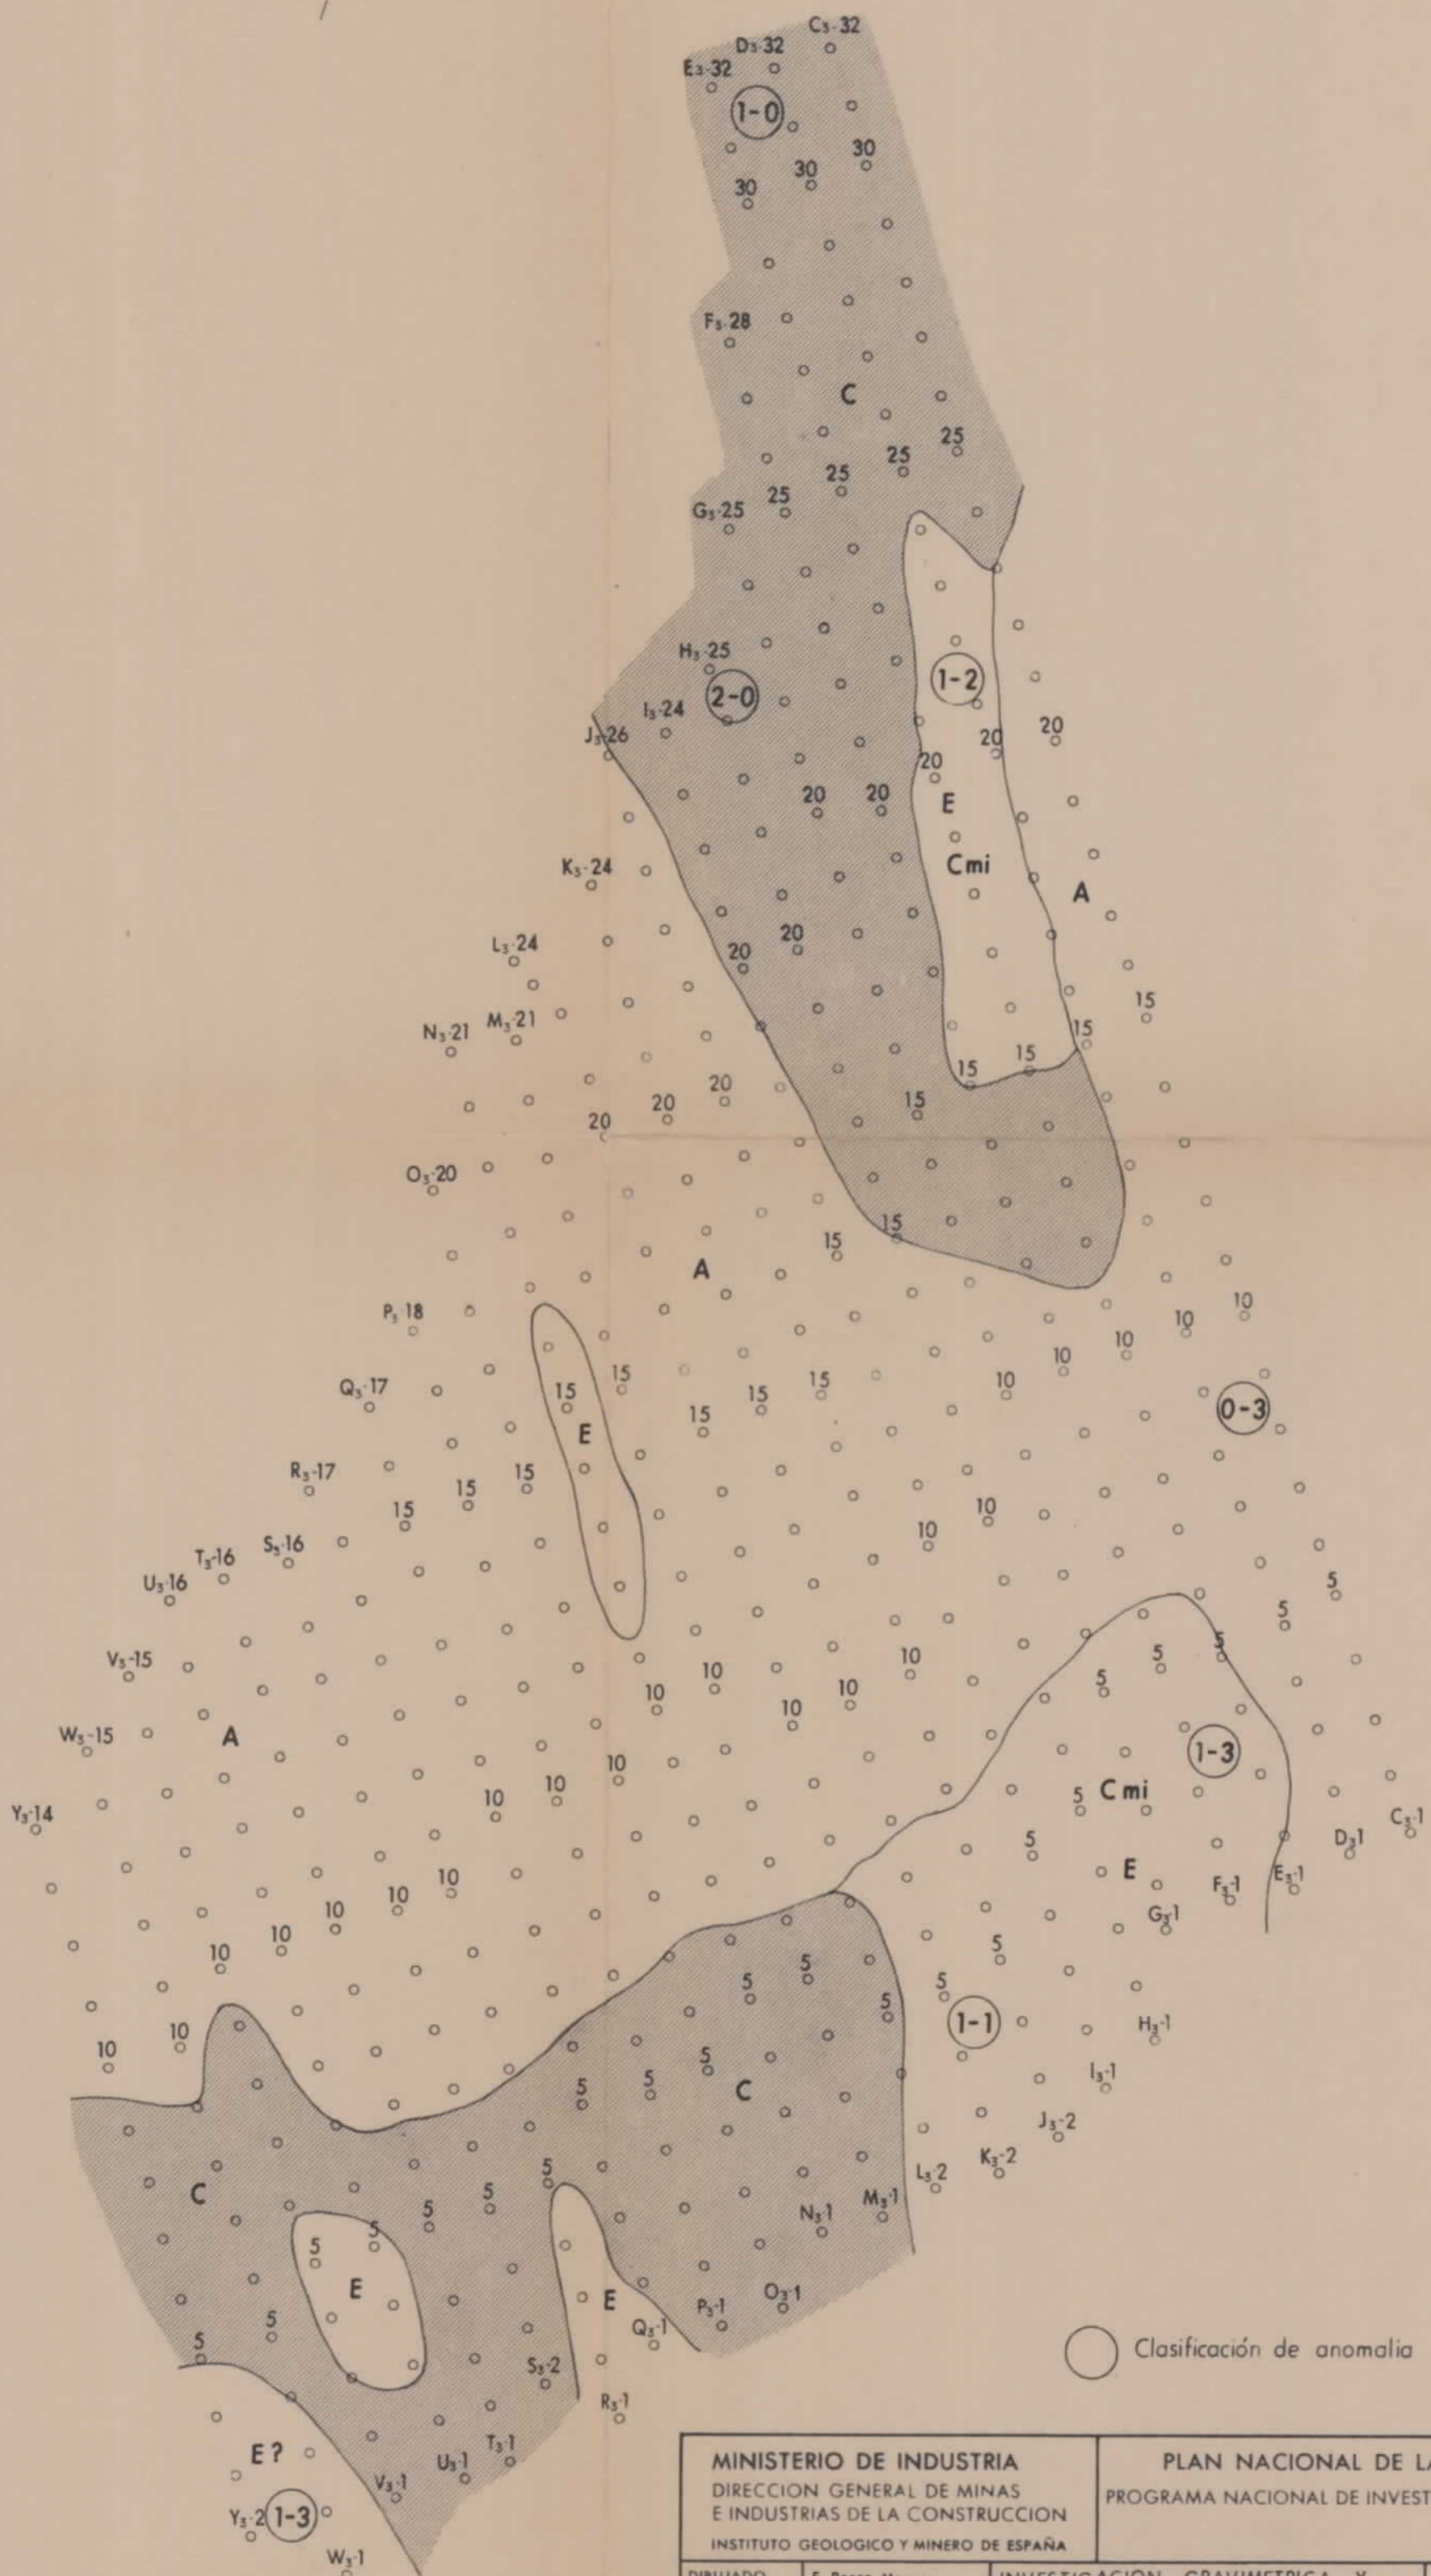 C₃-32
D₃-32
E₃-32
1-0
30
30
30
F₃-28
C
25
25
25
25
G₃-25
H₃-25
1-2
2-0
I₃-24
J₃-26
20
20
20
20
20
E
Cmi
K₃-24
A
20
20
L₃-24
15
M₃-21
N₃-21
15
15
15
20
20
15
20
O₃-20
15
15
A
P₃-18
10
10
10
10
10
15
15
15
15
15
Q₃-17
0-3
E
R₃-17
15
15
15
10
10
S₃-16
T₃-16
U₃-16
5
5
5
5
5
V₃-15
10
10
10
10
10
W₃-15
A
1-3
10
10
10
Cmi
5
Y₃-14
C₃-1
D₃-1
5
E
E₃-1
F₃-1
10
10
10
10
10
G₃-1
5
5
5
5
1-1
H₃-1
10
10
5
5
5
C
I₃-1
J₃-2
K₃-2
L₃-2
5
5
5
C
M₃-1
N₃-1
5
5
E
E
O₃-1
P₃-1
Q₃-1
5
5
S₃-2
R₃-1
Clasificación de anomalia
T₃-1
U₃-1
V₃-1
E?
Y₃-2
1-3
W₃-1
MINISTERIO DE INDUSTRIA
DIRECCION GENERAL DE MINAS
E INDUSTRIAS DE LA CONSTRUCCION
INSTITUTO GEOLOGICO Y MINERO DE ESPAÑA
PLAN NACIONAL DE LA
PROGRAMA NACIONAL DE INVEST
DIBUJADO
INVESTIGACION GRAVIMETRICA Y